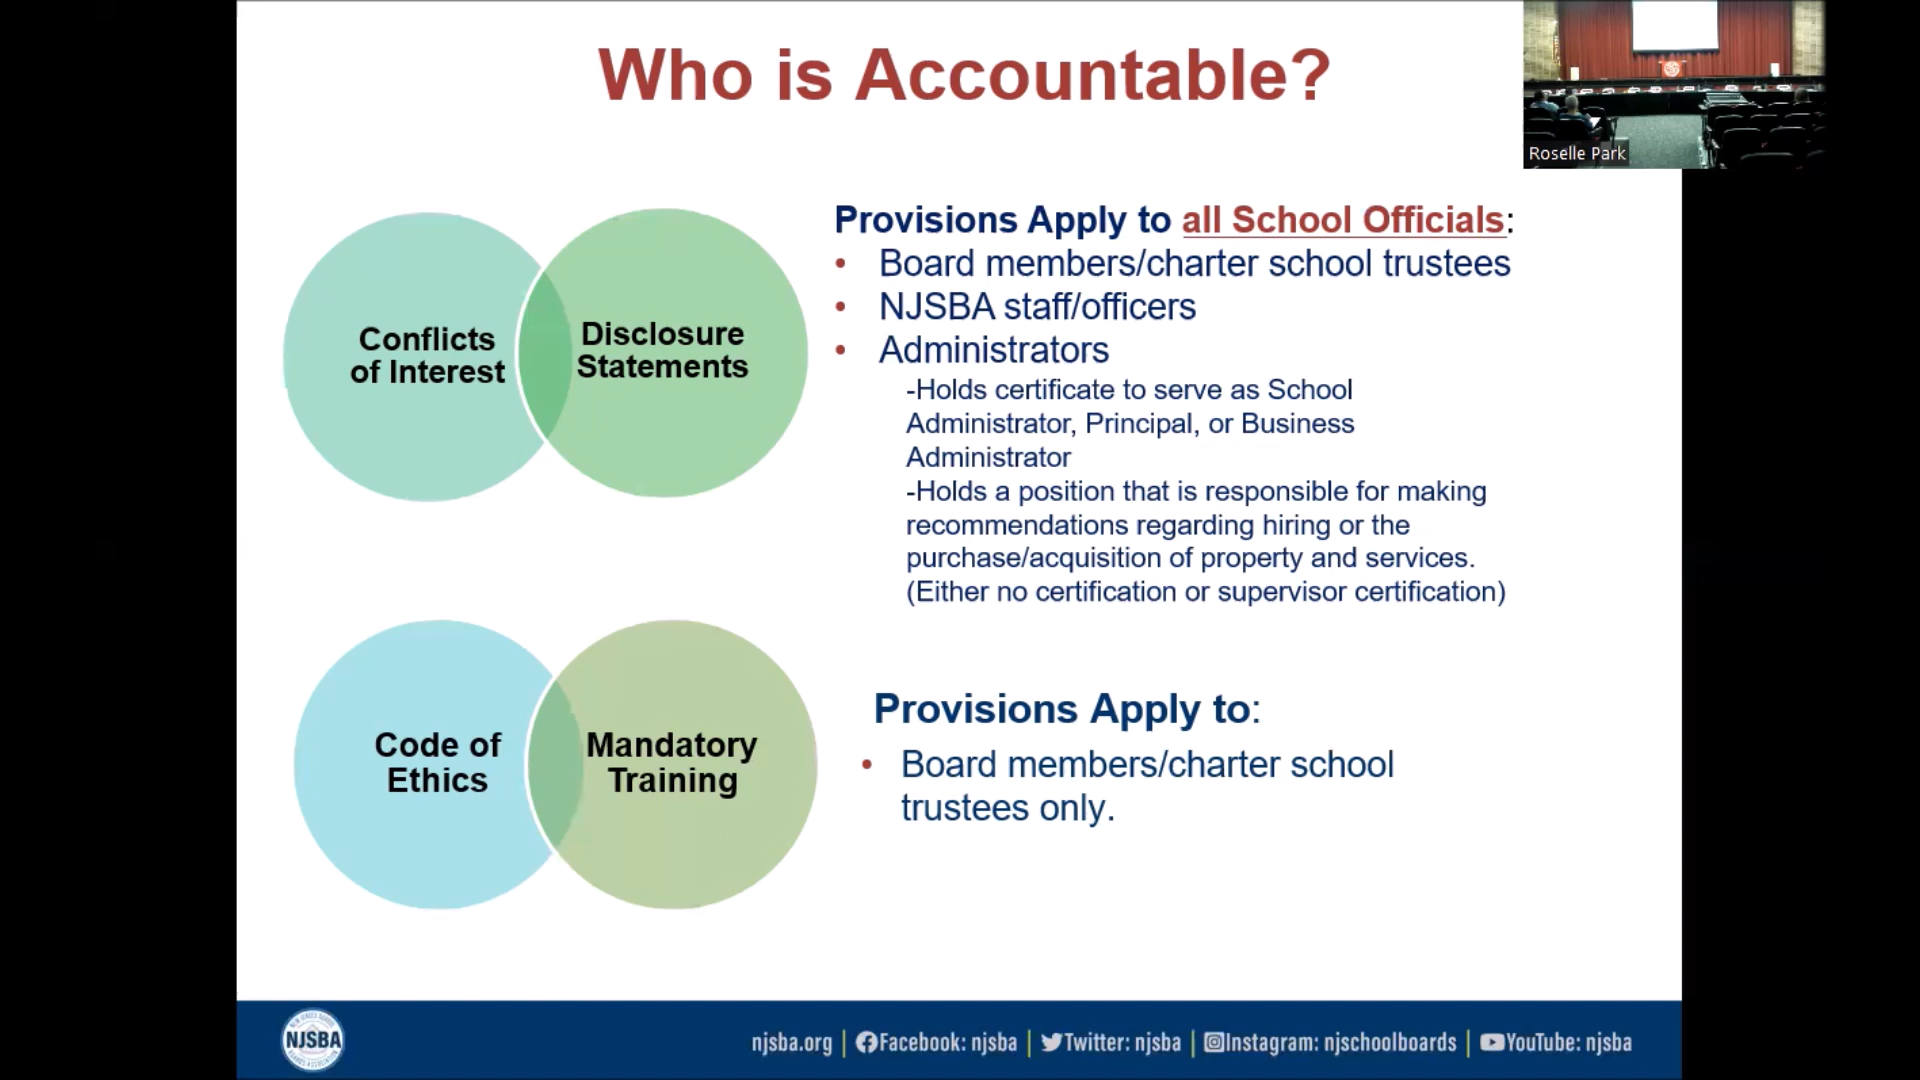 Who is Accountable?
Roselle Park
Conflicts
of Interest
Disclosure
Statements
Provisions Apply to all School Officials:
• Board members/charter school trustees
• NJSBA staff/officers
• Administrators
-Holds certificate to serve as School
Administrator, Principal, or Business
Administrator
-Holds a position that is responsible for making
recommendations regarding hiring or the
purchase/acquisition of property and services.
(Either no certification or supervisor certification)
Code of
Ethics
Mandatory
Training
Provisions Apply to:
• Board members/charter school
trustees only.
NJSBA
njsba.org | Facebook: njsba | Twitter: njsba | Instagram: njschoolboards | YouTube: njsba